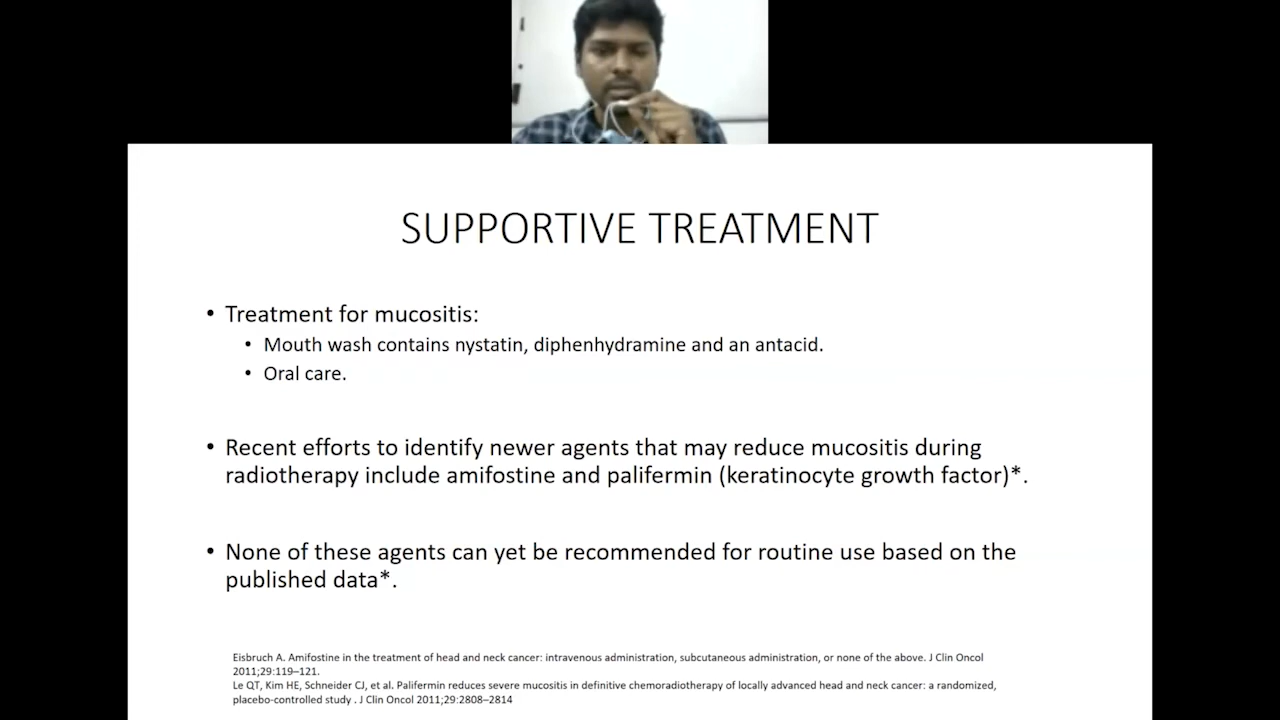 SUPPORTIVE TREATMENT
• Treatment for mucositis:
• Mouth wash contains nystatin, diphenhydramine and an antacid.
• Oral care.
• Recent efforts to identify newer agents that may reduce mucositis during
radiotherapy include amifostine and palifermin (keratinocyte growth factor)*.
• None of these agents can yet be recommended for routine use based on the
published data*.
Eisbruch A. Amifostine in the treatment of head and neck cancer: intravenous administration, subcutaneous administration, or none of the above. J Clin Oncol
2011;29:119–121.
Le QT, Kim HE, Schneider CJ, et al. Palifermin reduces severe mucositis in definitive chemoradiotherapy of locally advanced head and neck cancer: a randomized,
placebo-controlled study . J Clin Oncol 2011;29:2808–2814